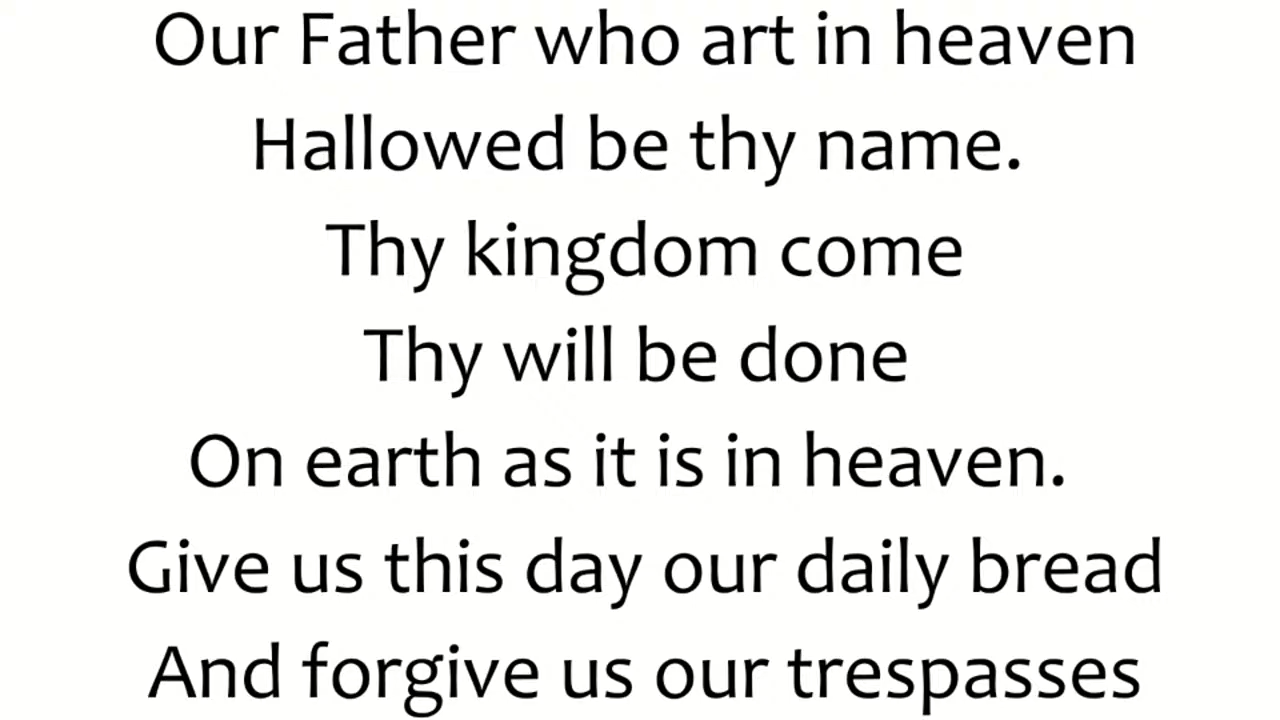 Our Father who art in heaven
Hallowed be thy name.
Thy kingdom come
Thy will be done
On earth as it is in heaven.
Give us this day our daily bread
And forgive us our trespasses